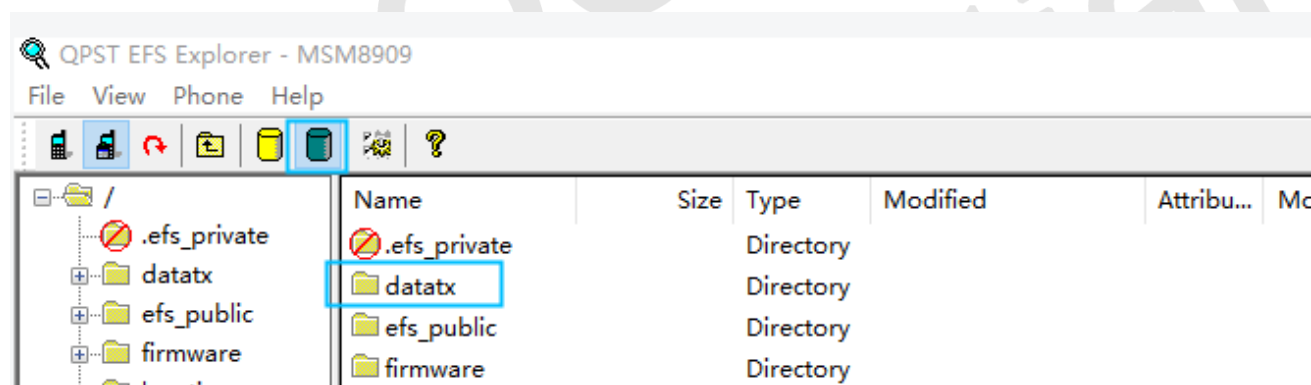 QPST EFS Explorer - MSM8909
File View Phone Help
/
.efs_private
datatx
efs_public
firmware
Name Size Type Modified Attribu... Mo
.efs_private Directory
datatx Directory
efs_public Directory
firmware Directory